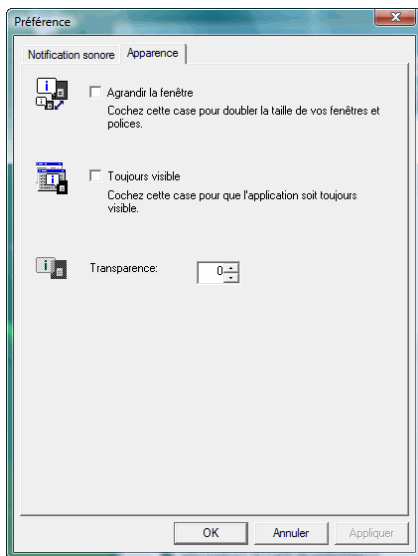 Préférence
Notification sonore Apparence
Agrandir la fenêtre
Cochez cette case pour doubler la taille de vos fenêtres et
polices.
Toujours visible
Cochez cette case pour que l'application soit toujours
visible.
Transparence: 0
OK Annuler Appliquer